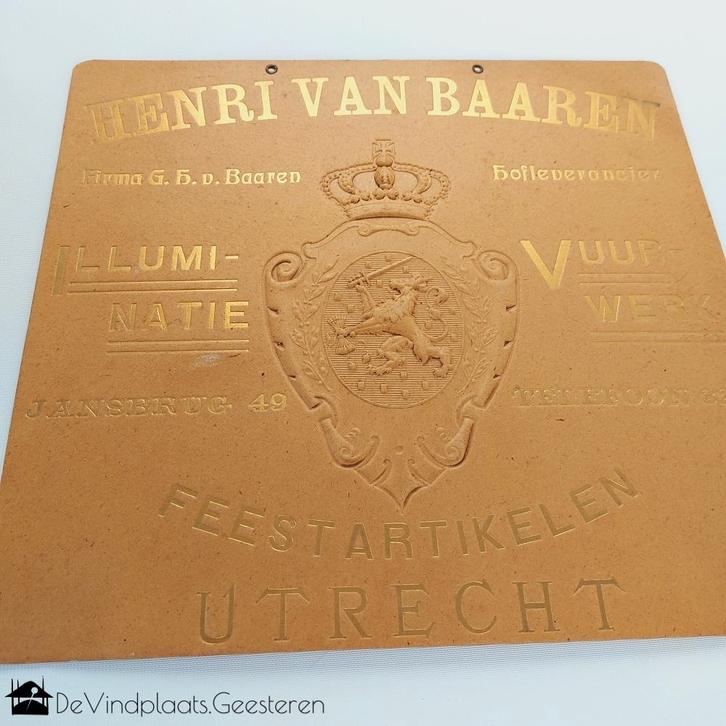 HENRI VAN BAAREN
Firma G. H. v. Baaren
Hofleverancier
ILLUMI-
NATIE
VUUR-
WERK
JANSBRUG 49
TELEFOON
FEESTARTIKELEN
UTRECHT
DeVindplaats.Geesteren